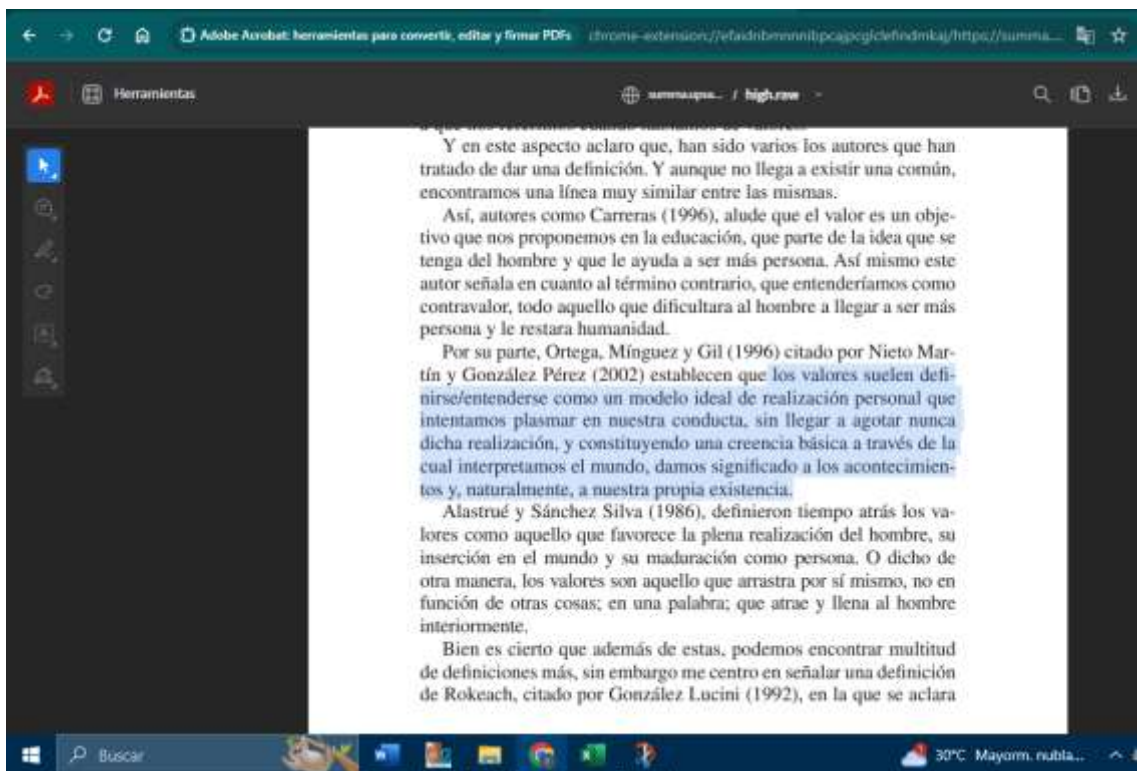 Adobe Acrobat: herramientas para convertir, editar y firmar PDFs
Herramientas
/ high.raw
Y en este aspecto aclaro que, han sido varios los autores que han
tratado de dar una definición. Y aunque no llega a existir una común,
encontramos una línea muy similar entre las mismas.
Así, autores como Carreras (1996), alude que el valor es un obje-
tivo que nos proponemos en la educación, que parte de la idea que se
tenga del hombre y que le ayuda a ser más persona. Así mismo este
autor señala en cuanto al término contrario, que entenderíamos como
contravalor, todo aquello que dificultara al hombre a llegar a ser más
persona y le restara humanidad.
Por su parte, Ortega, Mínguez y Gil (1996) citado por Nieto Mar-
tín y González Pérez (2002) establecen que los valores suelen defi-
nirse/entenderse como un modelo ideal de realización personal que
intentamos plasmar en nuestra conducta, sin llegar a agotar nunca
dicha realización, y constituyendo una creencia básica a través de la
cual interpretamos el mundo, damos significado a los acontecimien-
tos y, naturalmente, a nuestra propia existencia.
Alastrué y Sánchez Silva (1986), definieron tiempo atrás los va-
lores como aquello que favorece la plena realización del hombre, su
inserción en el mundo y su maduración como persona. O dicho de
otra manera, los valores son aquello que arrastra por sí mismo, no en
función de otras cosas; en una palabra; que atrae y llena al hombre
interiormente.
Bien es cierto que además de estas, podemos encontrar multitud
de definiciones más, sin embargo me centro en señalar una definición
de Rokeach, citado por González Lucini (1992), en la que se aclara
Buscar
30°C Mayorm. nubla...